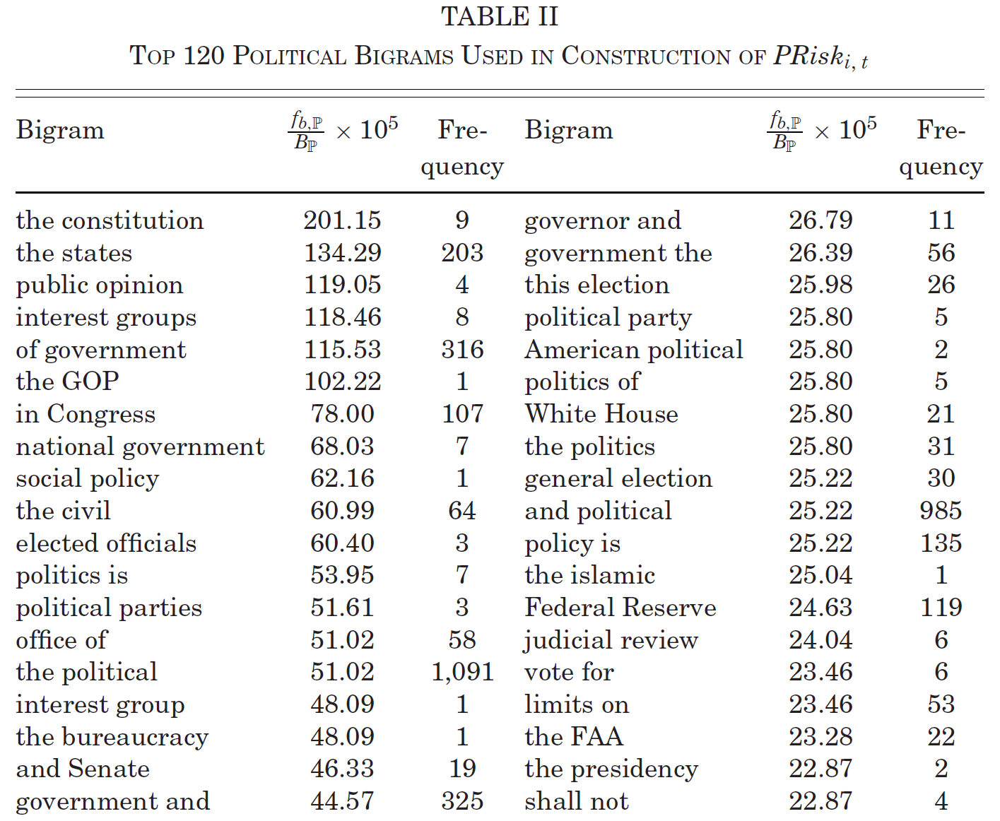 TABLE II
TOP 120 POLITICAL BIGRAMS USED IN CONSTRUCTION OF PRisk_{i, t}
Bigram f_{b,ℙ}/B_ℙ × 10^5 Fre- Bigram f_{b,ℙ}/B_ℙ × 10^5 Fre-
quency quency
the constitution 201.15 9 governor and 26.79 11
the states 134.29 203 government the 26.39 56
public opinion 119.05 4 this election 25.98 26
interest groups 118.46 8 political party 25.80 5
of government 115.53 316 American political 25.80 2
the GOP 102.22 1 politics of 25.80 5
in Congress 78.00 107 White House 25.80 21
national government 68.03 7 the politics 25.80 31
social policy 62.16 1 general election 25.22 30
the civil 60.99 64 and political 25.22 985
elected officials 60.40 3 policy is 25.22 135
politics is 53.95 7 the islamic 25.04 1
political parties 51.61 3 Federal Reserve 24.63 119
office of 51.02 58 judicial review 24.04 6
the political 51.02 1,091 vote for 23.46 6
interest group 48.09 1 limits on 23.46 53
the bureaucracy 48.09 1 the FAA 23.28 22
and Senate 46.33 19 the presidency 22.87 2
government and 44.57 325 shall not 22.87 4